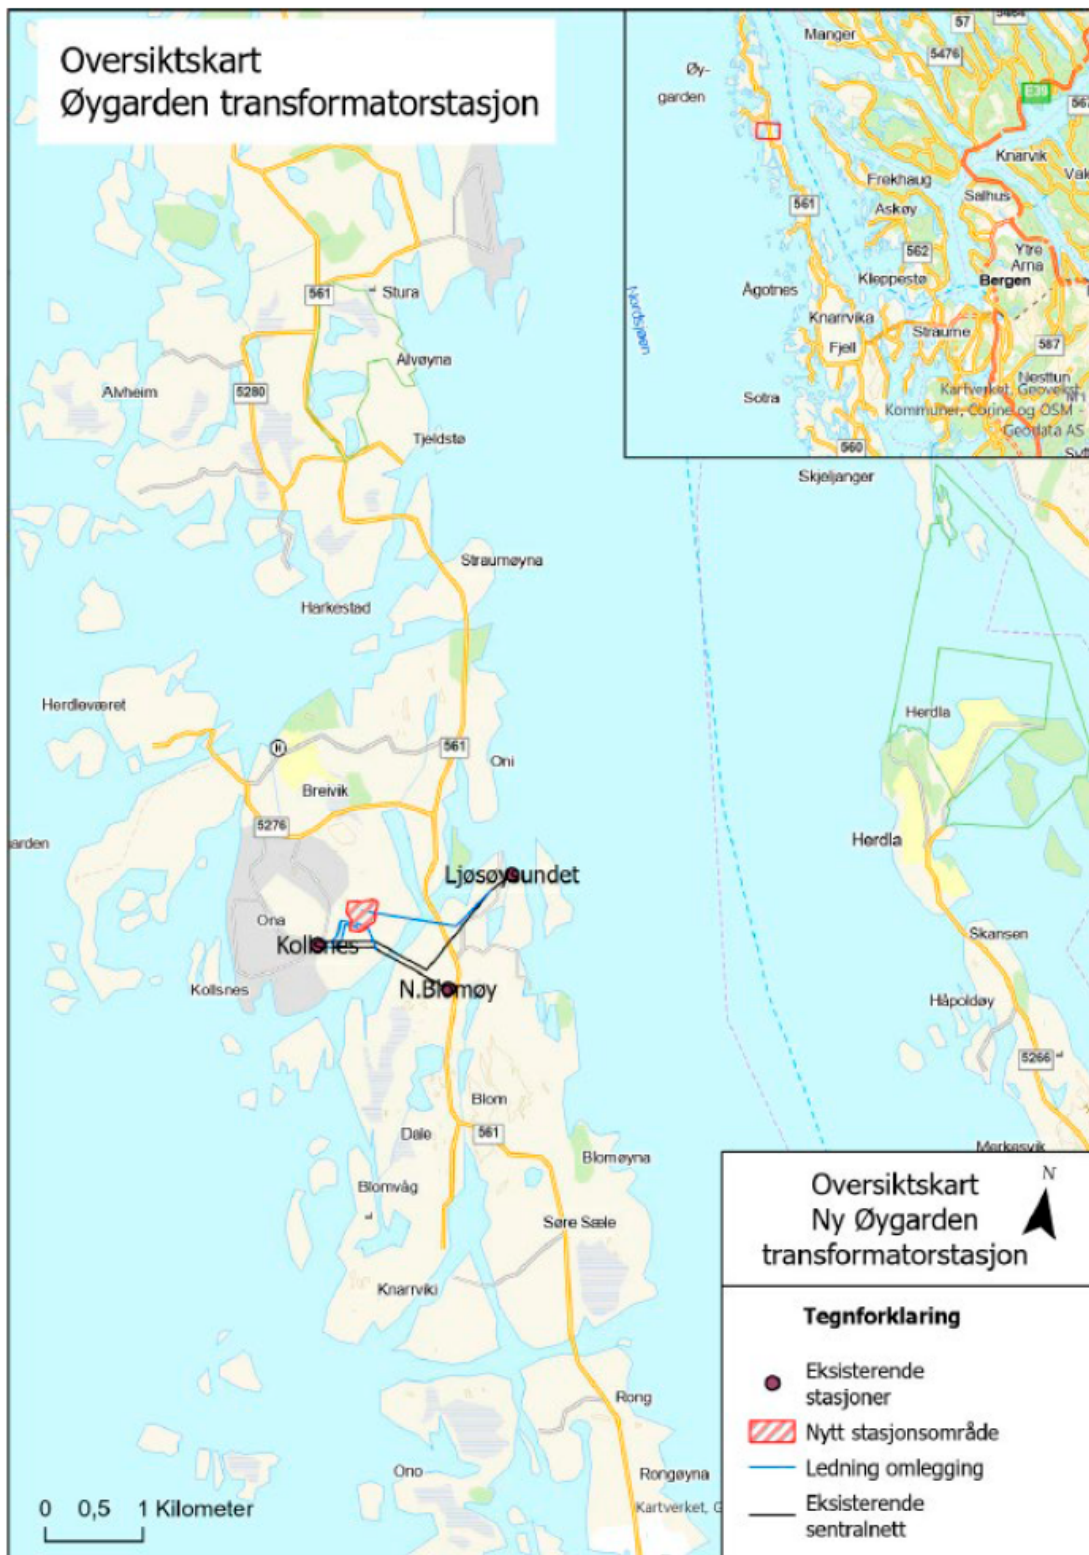 Oversiktskart
Øygarden transformatorstasjon
Manger
57
5464
5476
Øy-
garden
E39
567
Knarvik
Frekhaug
Salhus
Askøy
561
562
Ytre
Arna
Kleppestø
Bergen
Ågotnes
Nordsjøen
Knarrvika
Straume
Fjell
587
Nesttun
Sotra
Kartverket, Geovekst,
Kommuner, Corine og OSM -
Geodata AS
560
561
Stura
Alvøyna
5280
Alvheim
Tjeldstø
Skjeljanger
Straumøyna
Harkestad
Herdleværet
Herdla
H
561
Oni
Breivik
5276
Herdla
arden
Ljøsøysundet
Ona
Kollsnes
Skansen
Kollsnes
N.Blomøy
Håpoldøy
5266
Blom
Dale
561
Merkesvik
Blomøyna
Blomvåg
Søre Sæle
Knarrviki
Rong
Ono
Rongøyna
Kartverket, G
0 0,5 1 Kilometer
Oversiktskart
Ny Øygarden
transformatorstasjon
N
Tegnforklaring
Eksisterende
stasjoner
Nytt stasjonsområde
Ledning omlegging
Eksisterende
sentralnett